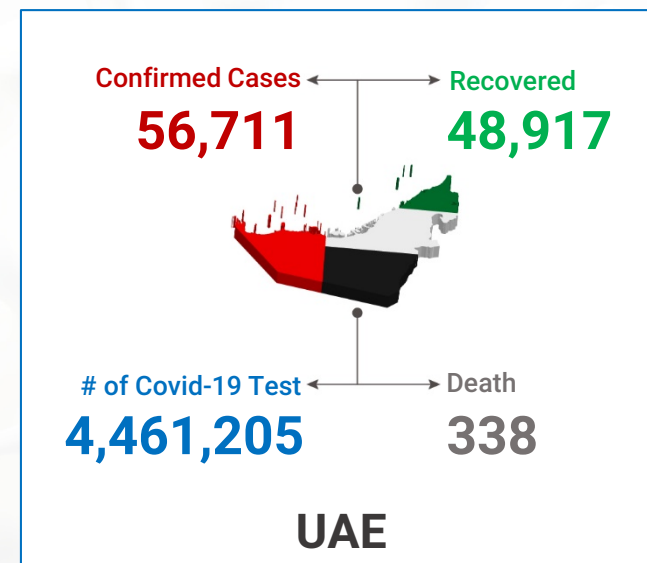 Confirmed Cases
56,711
Recovered
48,917
# of Covid-19 Test
4,461,205
Death
338
UAE